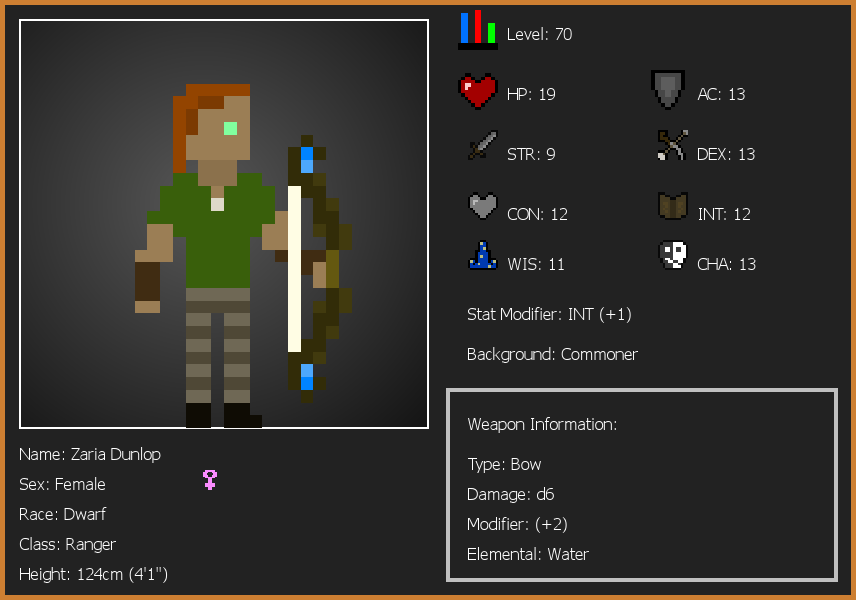 Level: 70
HP: 19
AC: 13
STR: 9
DEX: 13
CON: 12
INT: 12
WIS: 11
CHA: 13
Stat Modifier: INT (+1)
Background: Commoner
Name: Zaria Dunlop
Sex: Female
Race: Dwarf
Class: Ranger
Height: 124cm (4'1")
Weapon Information:
Type: Bow
Damage: d6
Modifier: (+2)
Elemental: Water